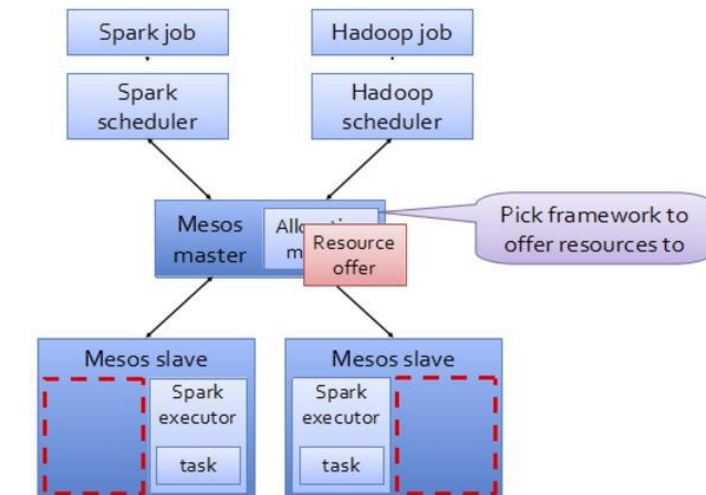 Spark job
Hadoop job
Spark
scheduler
Hadoop
scheduler
Mesos
master
Resource
offer
Pick framework to
offer resources to
Mesos slave
Spark
executor
task
Mesos slave
Spark
executor
task